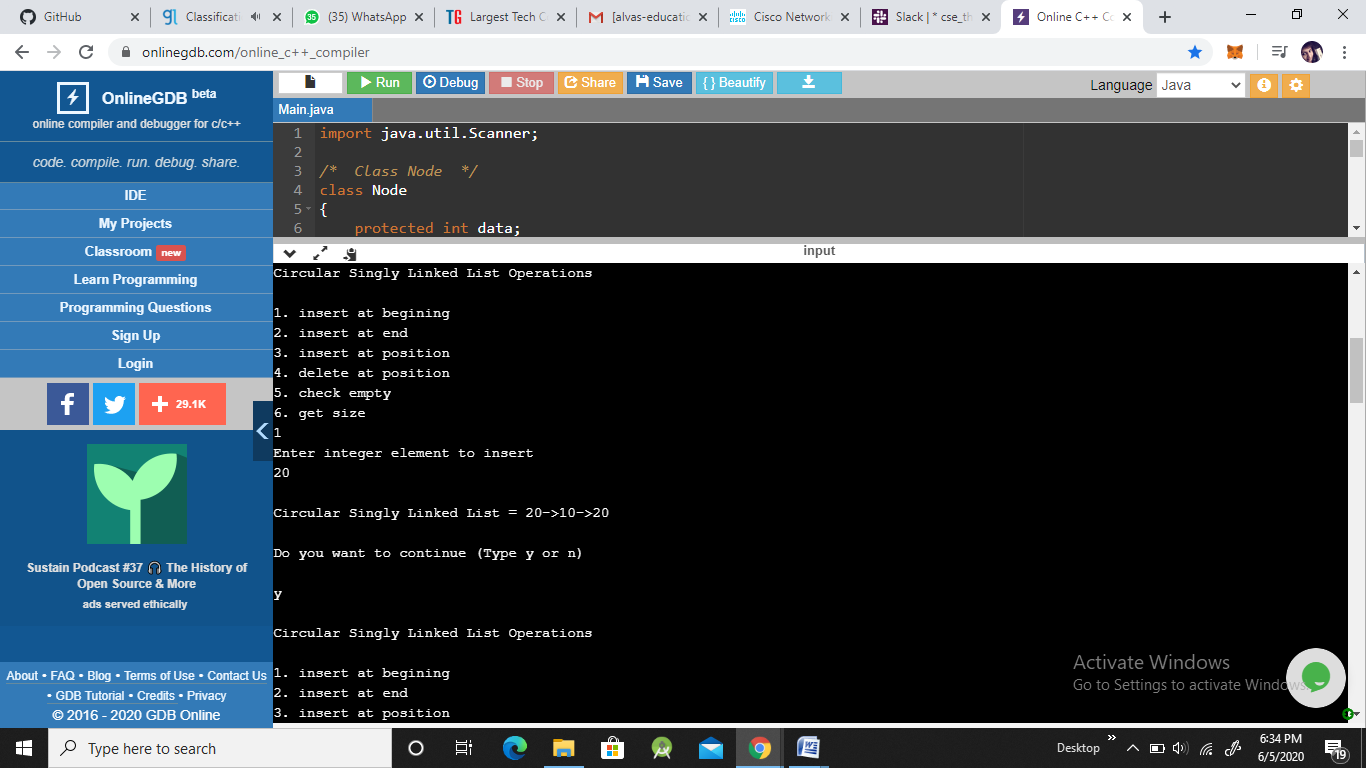 GitHub
Classificati
(35) WhatsApp
Largest Tech C
[alvas-educatio
Cisco Network
Slack | * cse_th
Online C++ Co
onlinegdb.com/online_c++_compiler
OnlineGDB beta
online compiler and debugger for c/c++
code. compile. run. debug. share.
IDE
My Projects
Classroom new
Learn Programming
Programming Questions
Sign Up
Login
29.1K
Sustain Podcast #37 🎧 The History of
Open Source & More
ads served ethically
About • FAQ • Blog • Terms of Use • Contact Us
• GDB Tutorial • Credits • Privacy
© 2016 - 2020 GDB Online
Run Debug Stop Share Save { } Beautify
Language Java
Main.java
1 import java.util.Scanner;
2
3 /* Class Node */
4 class Node
5 {
6 protected int data;
input
Circular Singly Linked List Operations
1. insert at begining
2. insert at end
3. insert at position
4. delete at position
5. check empty
6. get size
1
Enter integer element to insert
20
Circular Singly Linked List = 20->10->20
Do you want to continue (Type y or n)
y
Circular Singly Linked List Operations
1. insert at begining
2. insert at end
3. insert at position
Activate Windows
Go to Settings to activate Windows.
Type here to search
Desktop
6:34 PM
6/5/2020
19